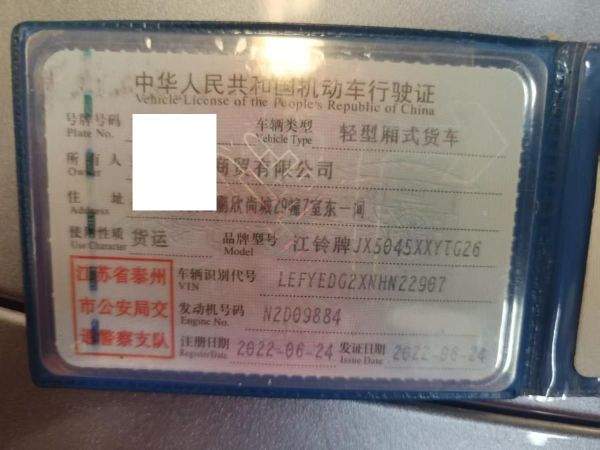 中华人民共和国机动车行驶证
Vehicle License of the People's Republic of China
号牌号码 车辆类型 轻型厢式货车
Plate No. Vehicle Type
所有人 商贸有限公司
Owner
住址 欣尚城29幢7室东一间
Address
使用性质 货运 品牌型号 江铃牌JX5045XXYTG26
Use Character Model
江苏省泰州 车辆识别代号 LEFYEDG2XNHN22907
VIN
市公安局交 发动机号码 N2D09884
Engine No.
通警察支队 注册日期 2022-06-24 发证日期 2022-06-24
Register Date Issue Date